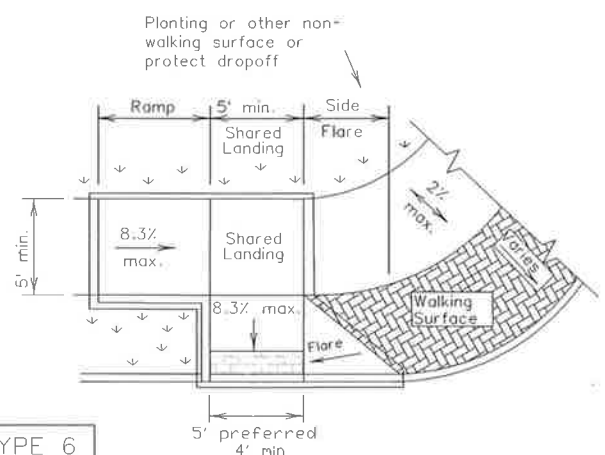 Plonting or other non-
walking surface or
protect dropoff
Ramp
5' min.
Side
Shared
Landing
Flare
2%
max.
5' min.
8.3%
max.
Shared
Landing
Varies
8.3% max.
Walking
Surface
Flare
5' preferred
4' min
YPE 6